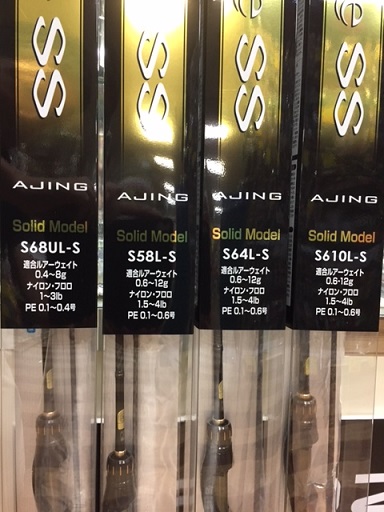 SS
AJING
Solid Model
S68UL-S
適合ルアーウェイト
0.4~8g
ナイロン・フロロ
1~3lb
PE 0.1~0.4号
SS
AJING
Solid Model
S58L-S
適合ルアーウェイト
0.6~12g
ナイロン・フロロ
1.5~4lb
PE 0.1~0.6号
SS
AJING
Solid Model
S64L-S
適合ルアーウェイト
0.6~12g
ナイロン・フロロ
1.5~4lb
PE 0.1~0.6号
SS
AJING
Solid Model
S610L-S
適合ルアーウェイト
0.6-12g
ナイロン・フロロ
1.5~4lb
PE 0.1~0.6号